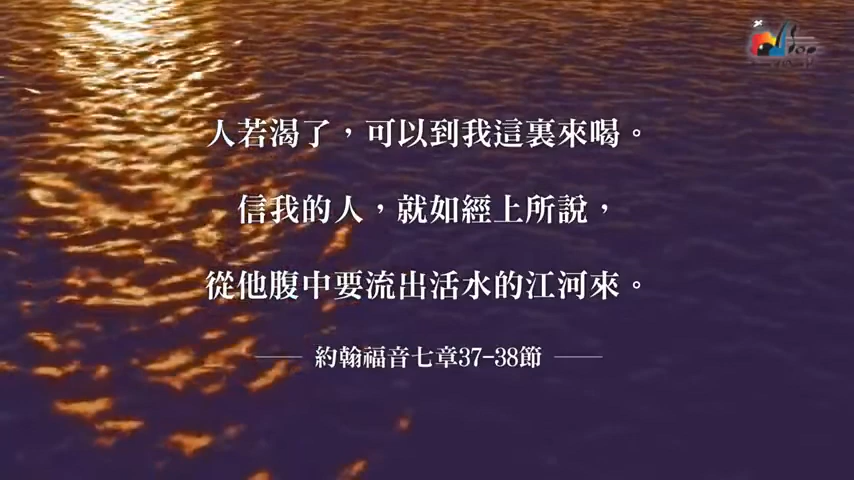 人若渴了，可以到我這裏來喝。
信我的人，就如經上所說，
從他腹中要流出活水的江河來。
約翰福音七章37-38節